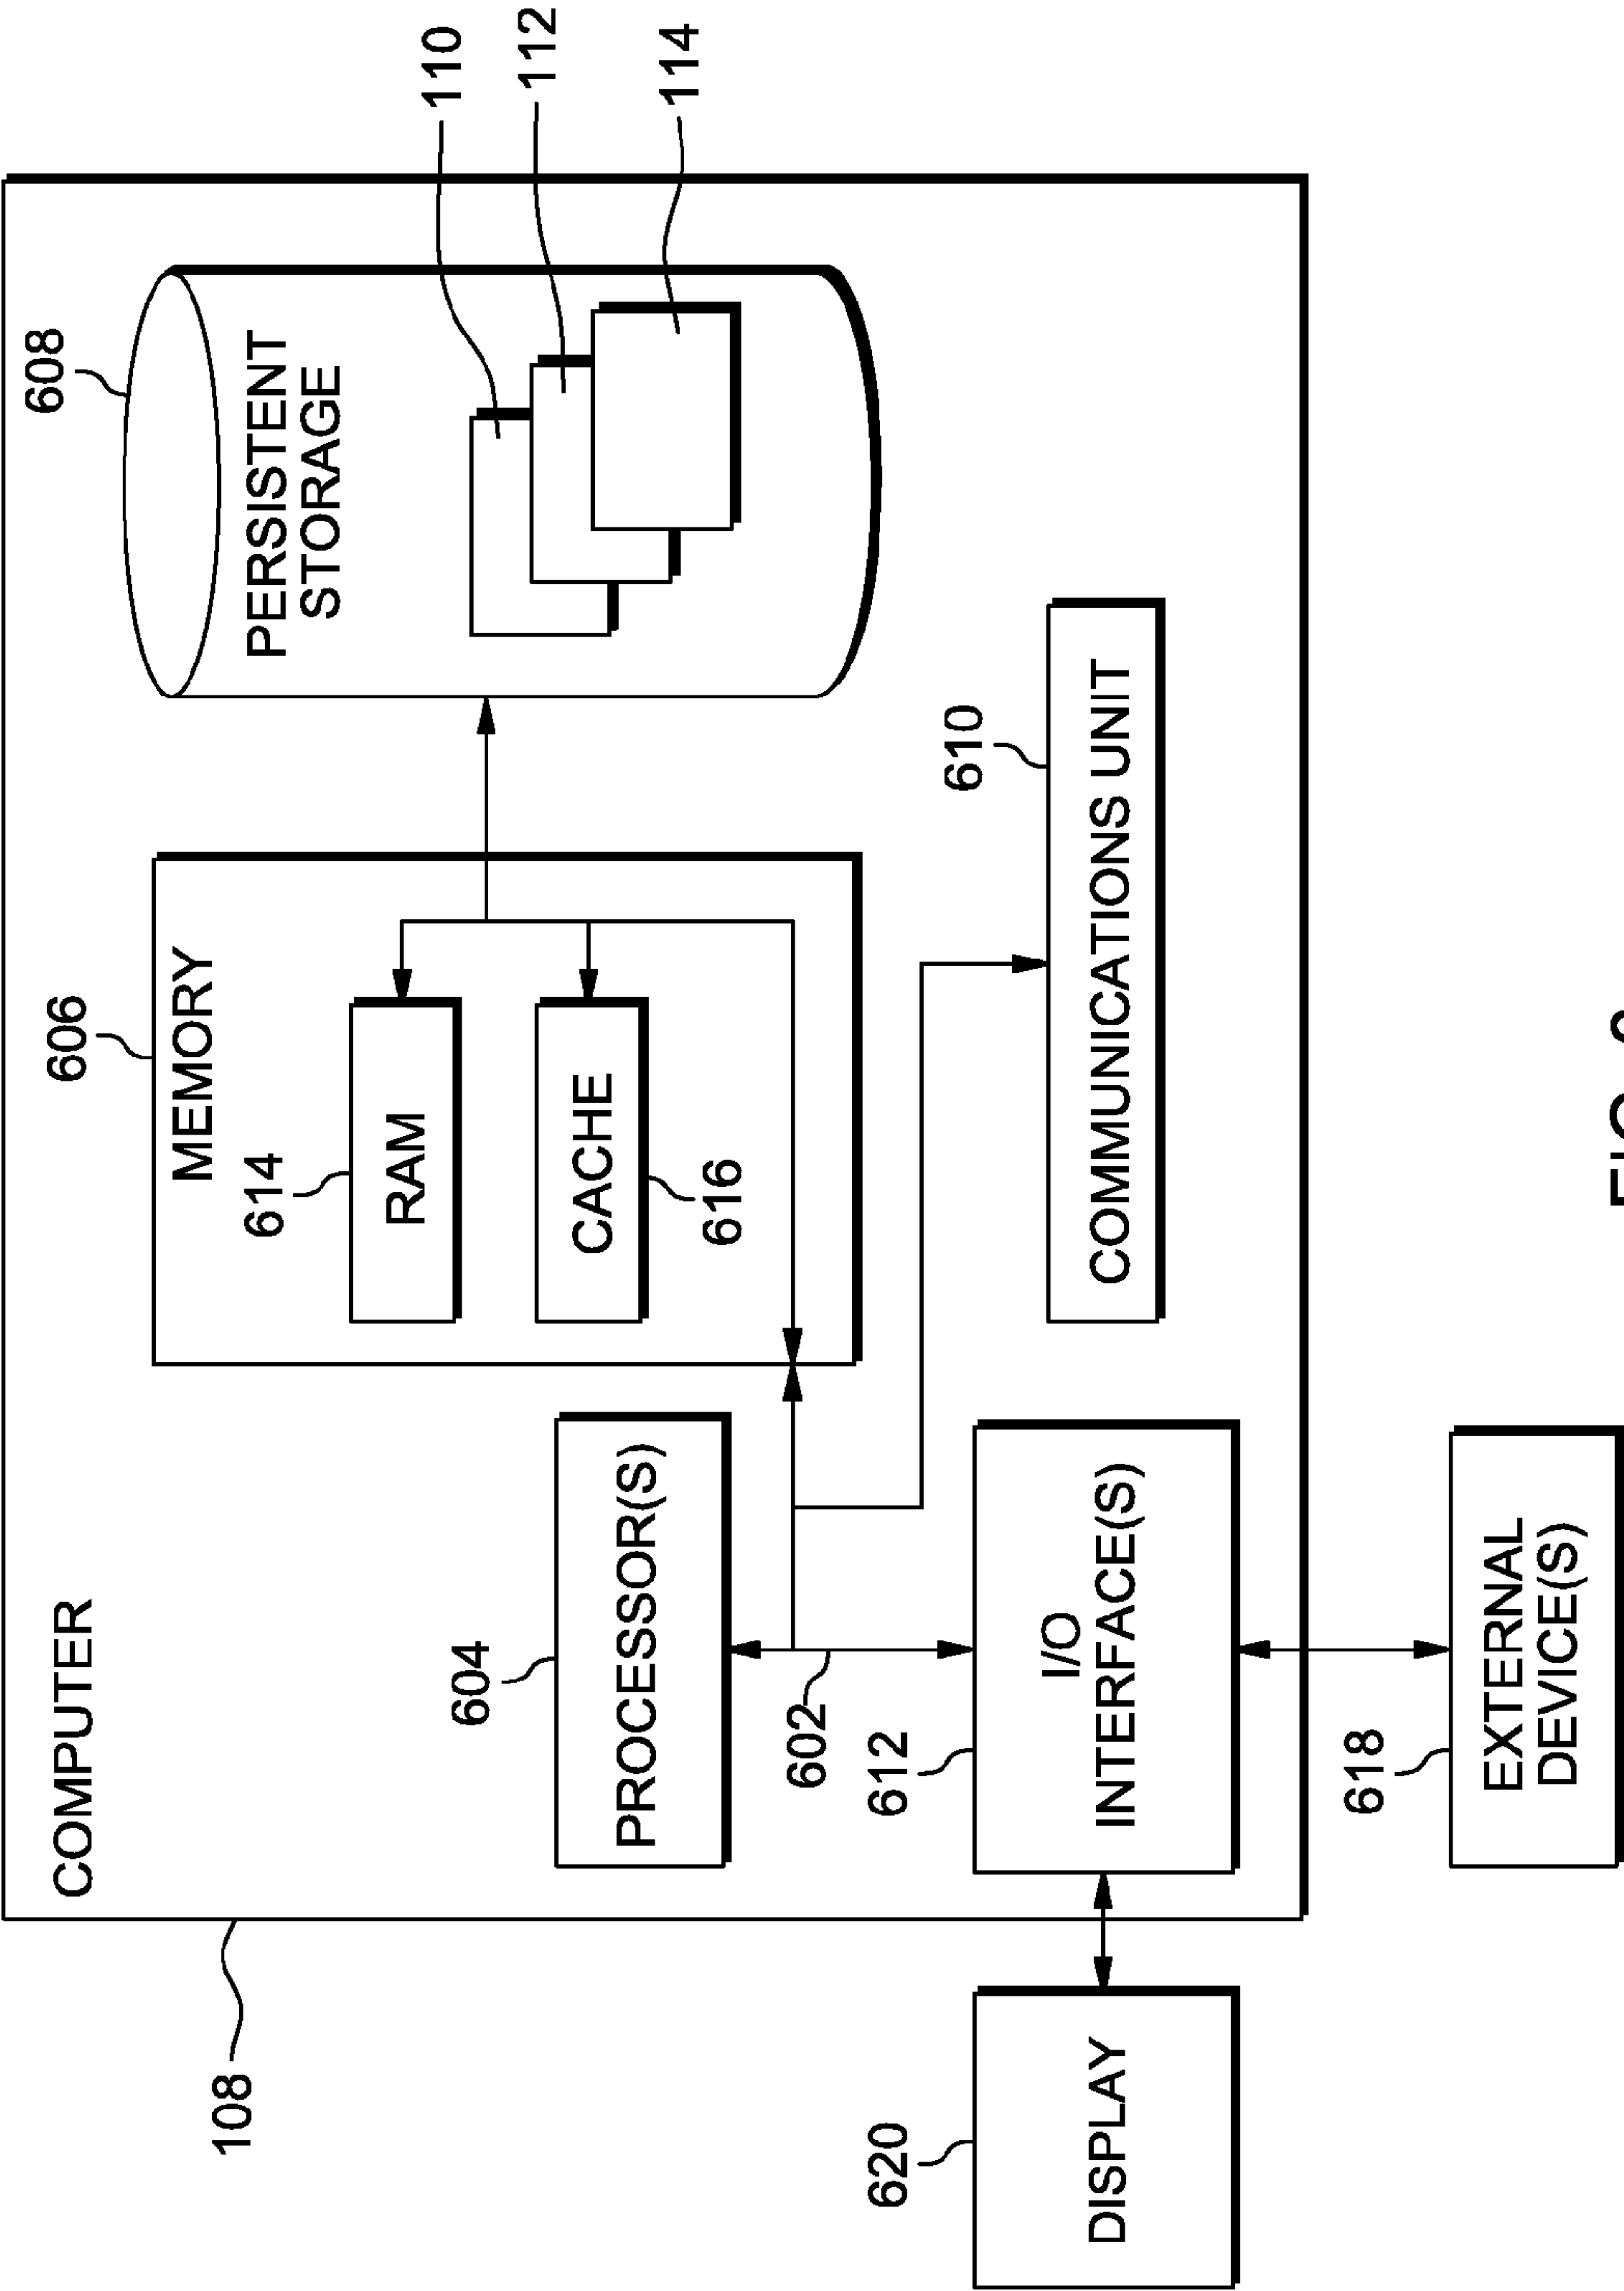 COMPUTER
108
606
608
MEMORY
PERSISTENT
STORAGE
614
RAM
CACHE
616
110
112
114
604
PROCESSOR(S)
602
612
I/O
INTERFACE(S)
610
COMMUNICATIONS UNIT
620
DISPLAY
618
EXTERNAL
DEVICE(S)